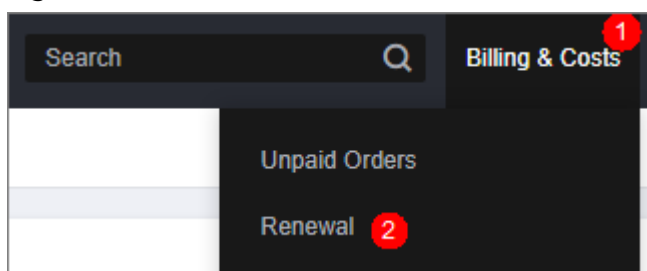 Search
Billing & Costs 1
Unpaid Orders
Renewal 2